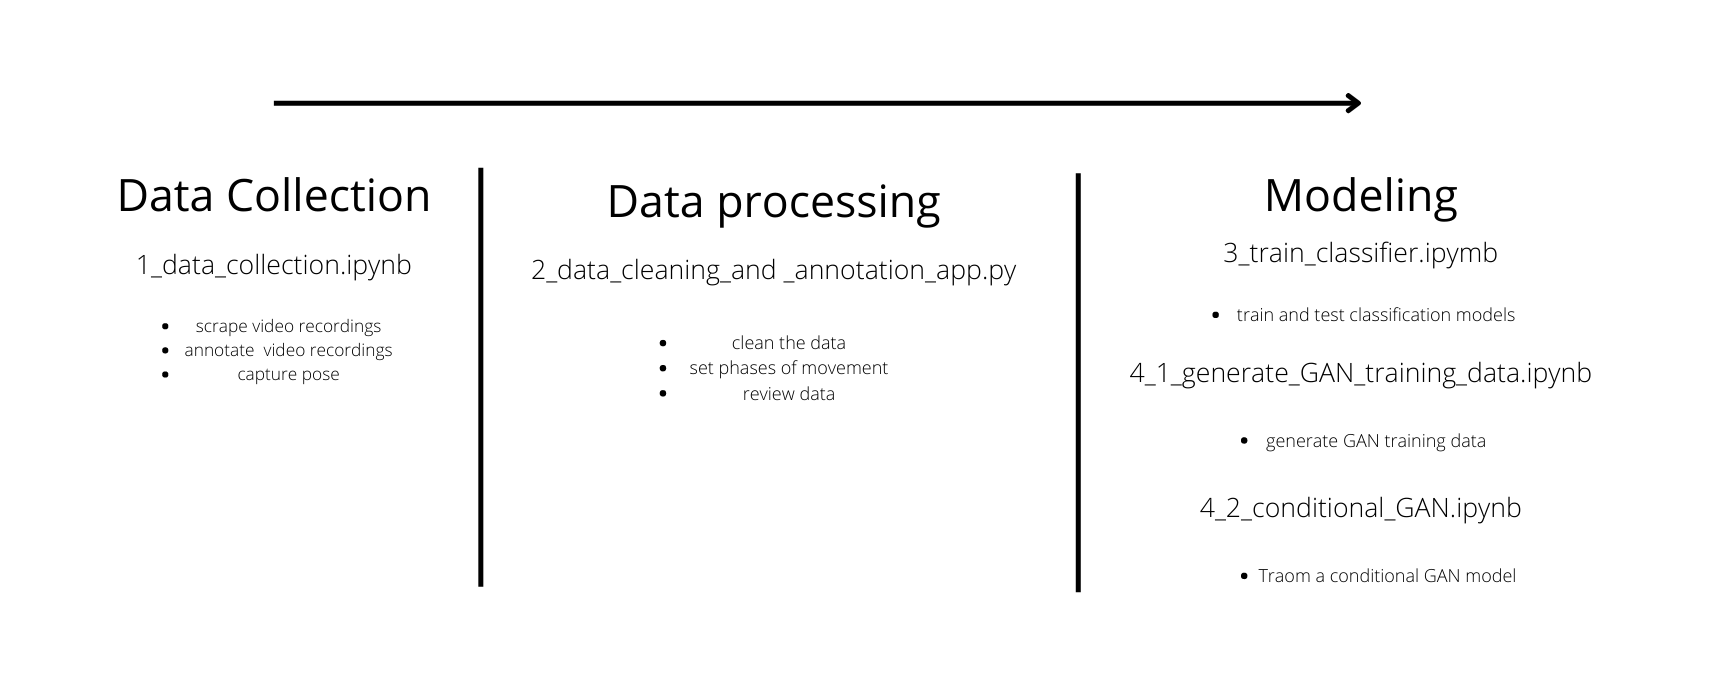 Data Collection
1_data_collection.ipynb
• scrape video recordings
• annotate  video recordings
• capture pose
Data processing
2_data_cleaning_and _annotation_app.py
• clean the data
• set phases of movement
• review data
Modeling
3_train_classifier.ipymb
• train and test classification models
4_1_generate_GAN_training_data.ipynb
• generate GAN training data
4_2_conditional_GAN.ipynb
• Traom a conditional GAN model